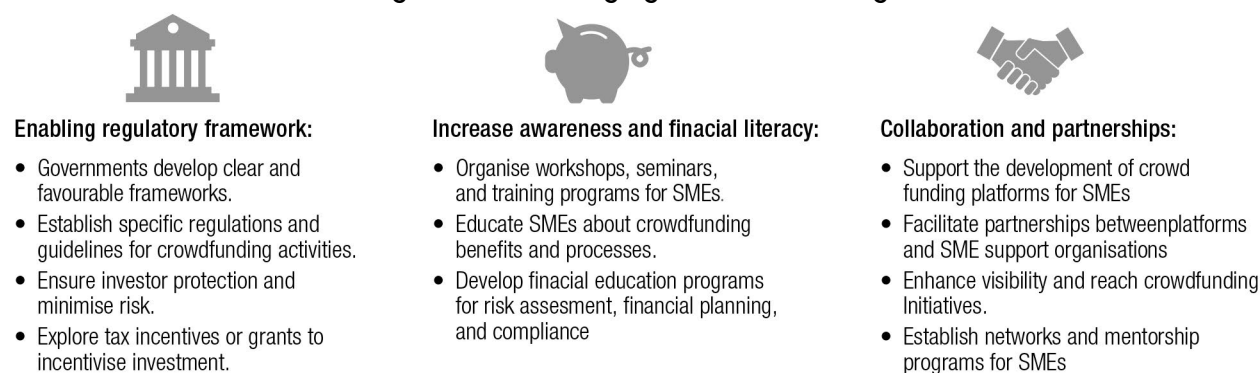 Enabling regulatory framework:
• Governments develop clear and
favourable frameworks.
• Establish specific regulations and
guidelines for crowdfunding activities.
• Ensure investor protection and
minimise risk.
• Explore tax incentives or grants to
incentivise investment.
Increase awareness and finacial literacy:
• Organise workshops, seminars,
and training programs for SMEs.
• Educate SMEs about crowdfunding
benefits and processes.
• Develop finacial education programs
for risk assesment, financial planning,
and compliance
Collaboration and partnerships:
• Support the development of crowd
funding platforms for SMEs
• Facilitate partnerships betweenplatforms
and SME support organisations
• Enhance visibility and reach crowdfunding
Initiatives.
• Establish networks and mentorship
programs for SMEs